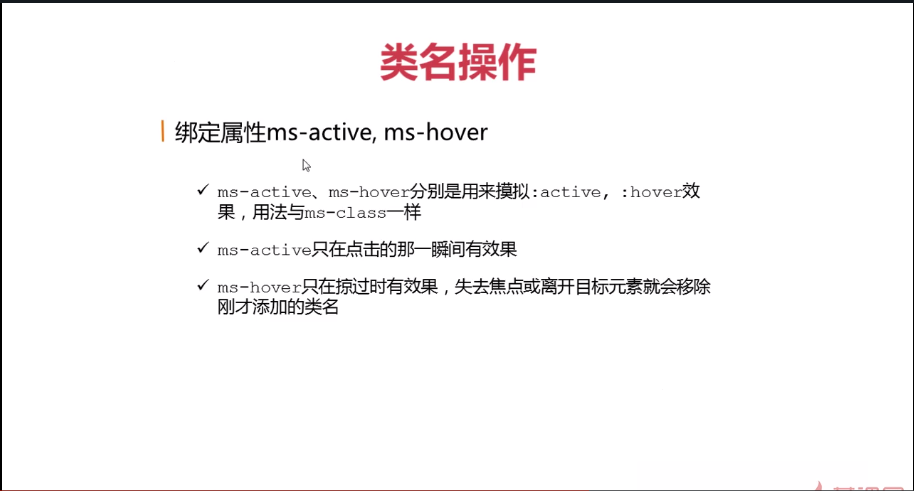 类名操作
绑定属性ms-active, ms-hover
ms-active、ms-hover分别是用来摸拟:active, :hover效
果，用法与ms-class一样
ms-active只在点击的那一瞬间有效果
ms-hover只在掠过时有效果，失去焦点或离开目标元素就会移除
刚才添加的类名